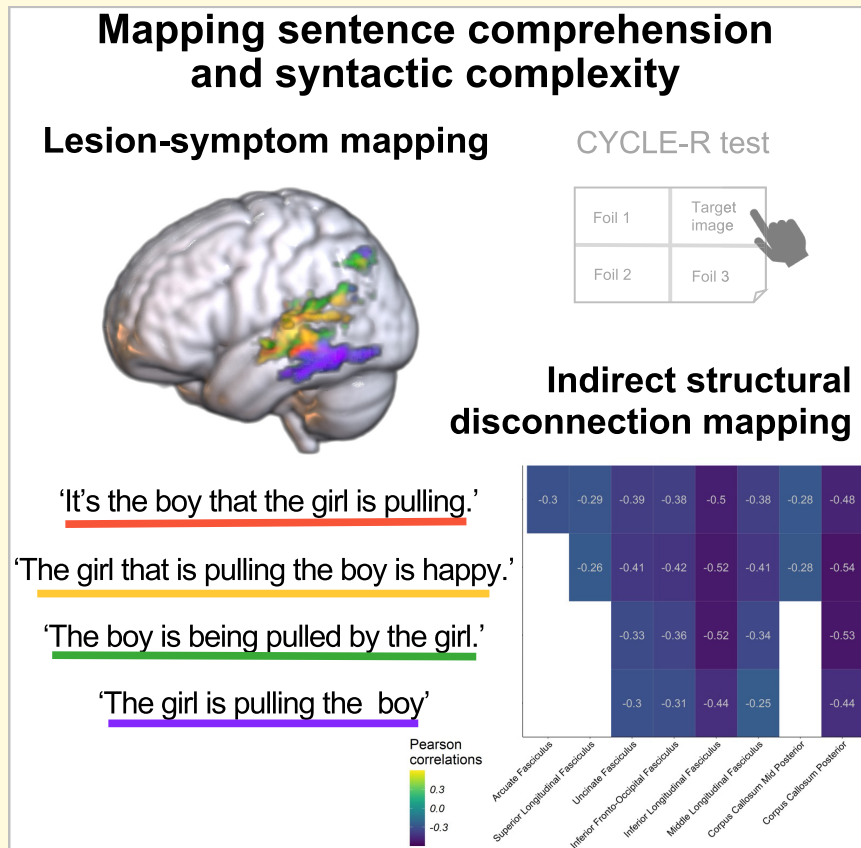 Mapping sentence comprehension
and syntactic complexity
Lesion-symptom mapping
CYCLE-R test
Foil 1
Target
image
Foil 2
Foil 3
Indirect structural
disconnection mapping
‘It’s the boy that the girl is pulling.’
‘The girl that is pulling the boy is happy.’
‘The boy is being pulled by the girl.’
‘The girl is pulling the  boy’
-0.3 -0.29 -0.39 -0.38 -0.5 -0.38 -0.28 -0.48
-0.26 -0.41 -0.42 -0.52 -0.41 -0.28 -0.54
-0.33 -0.36 -0.52 -0.34 -0.53
-0.3 -0.31 -0.44 -0.25 -0.44
Arcuate Fasciculus
Superior Longitudinal Fasciculus
Uncinate Fasciculus
Inferior Fronto-Occipital Fasciculus
Inferior Longitudinal Fasciculus
Middle Longitudinal Fasciculus
Corpus Callosum Mid Posterior
Corpus Callosum Posterior
Pearson
correlations
0.3
0.0
-0.3